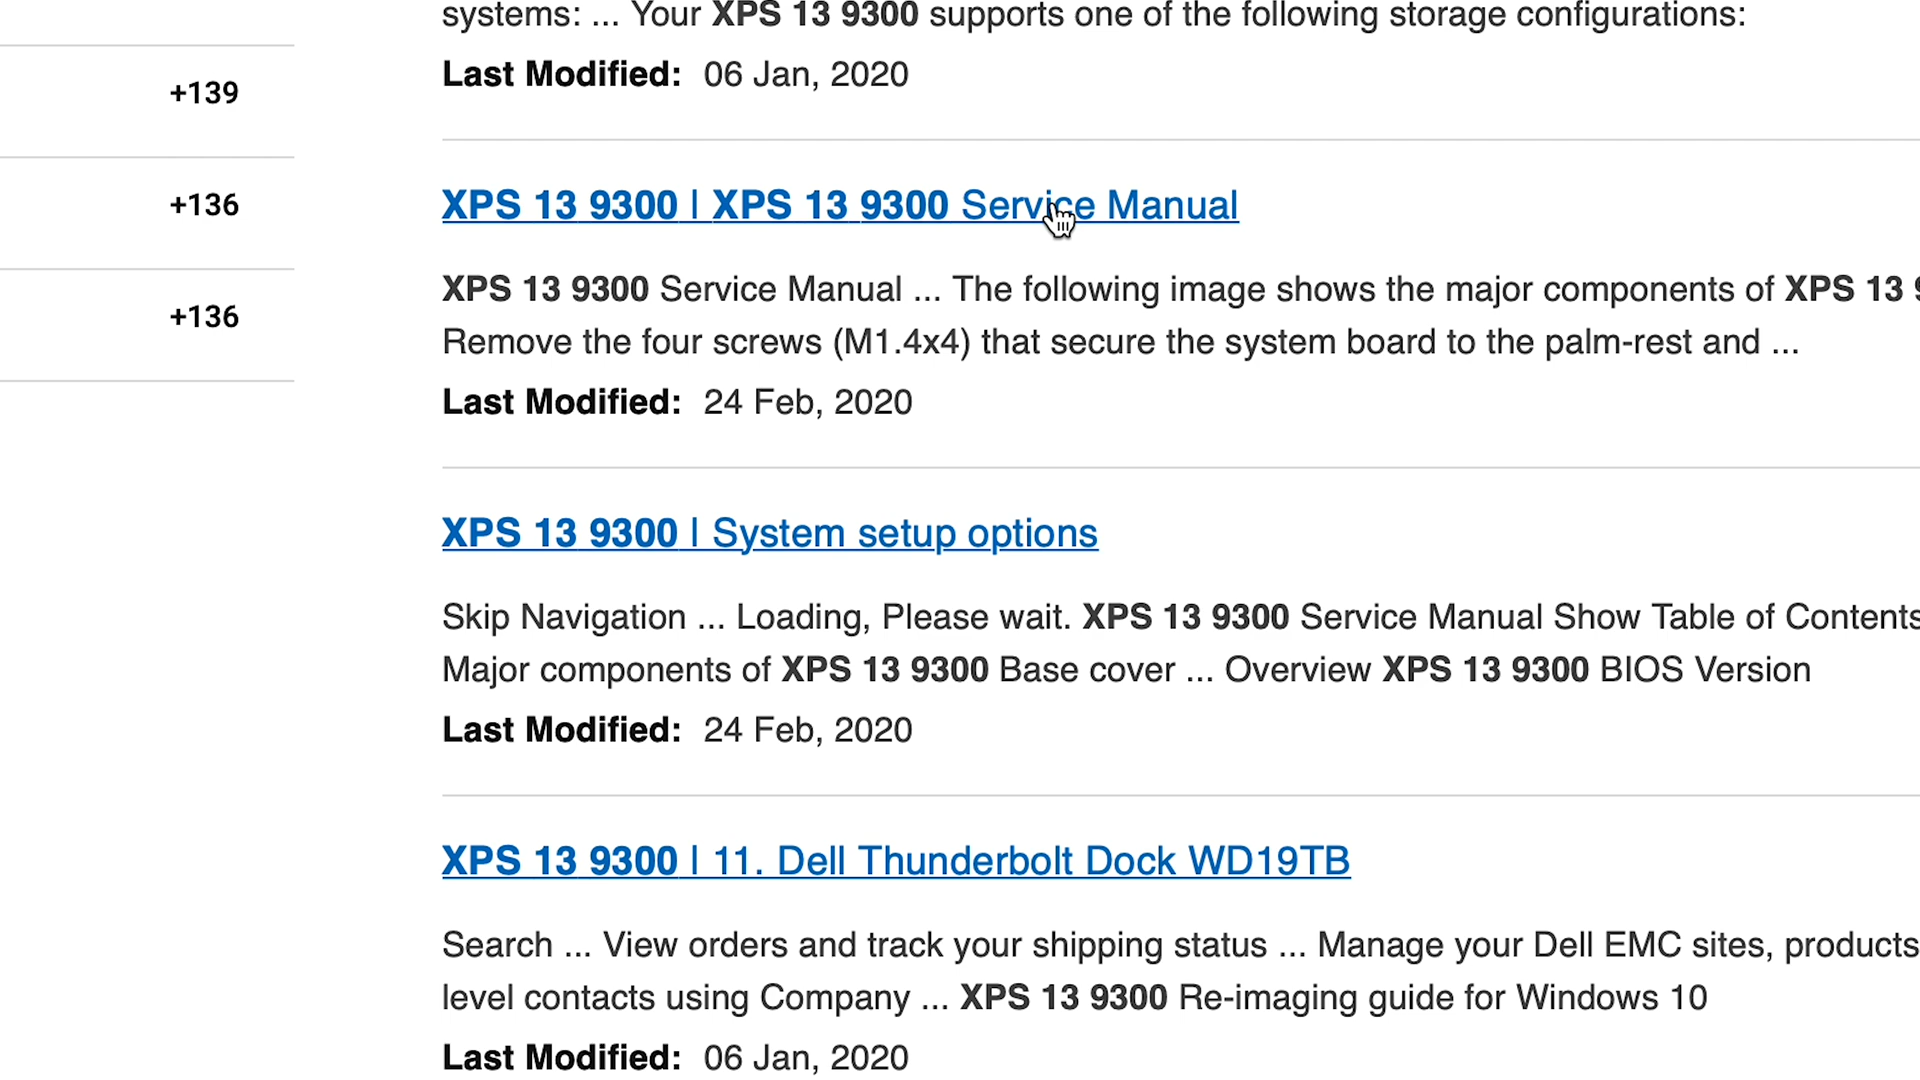 systems: ... Your XPS 13 9300 supports one of the following storage configurations:
Last Modified: 06 Jan, 2020
+139
XPS 13 9300 | XPS 13 9300 Service Manual
+136
XPS 13 9300 Service Manual ... The following image shows the major components of XPS 13
+136
Remove the four screws (M1.4x4) that secure the system board to the palm-rest and ...
Last Modified: 24 Feb, 2020
XPS 13 9300 | System setup options
Skip Navigation ... Loading, Please wait. XPS 13 9300 Service Manual Show Table of Contents
Major components of XPS 13 9300 Base cover ... Overview XPS 13 9300 BIOS Version
Last Modified: 24 Feb, 2020
XPS 13 9300 | 11. Dell Thunderbolt Dock WD19TB
Search ... View orders and track your shipping status ... Manage your Dell EMC sites, products
level contacts using Company ... XPS 13 9300 Re-imaging guide for Windows 10
Last Modified: 06 Jan, 2020